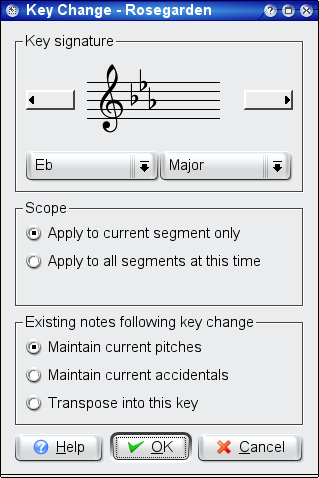 Key Change - Rosegarden
Key signature
Eb Major
Scope
Apply to current segment only
Apply to all segments at this time
Existing notes following key change
Maintain current pitches
Maintain current accidentals
Transpose into this key
Help OK Cancel